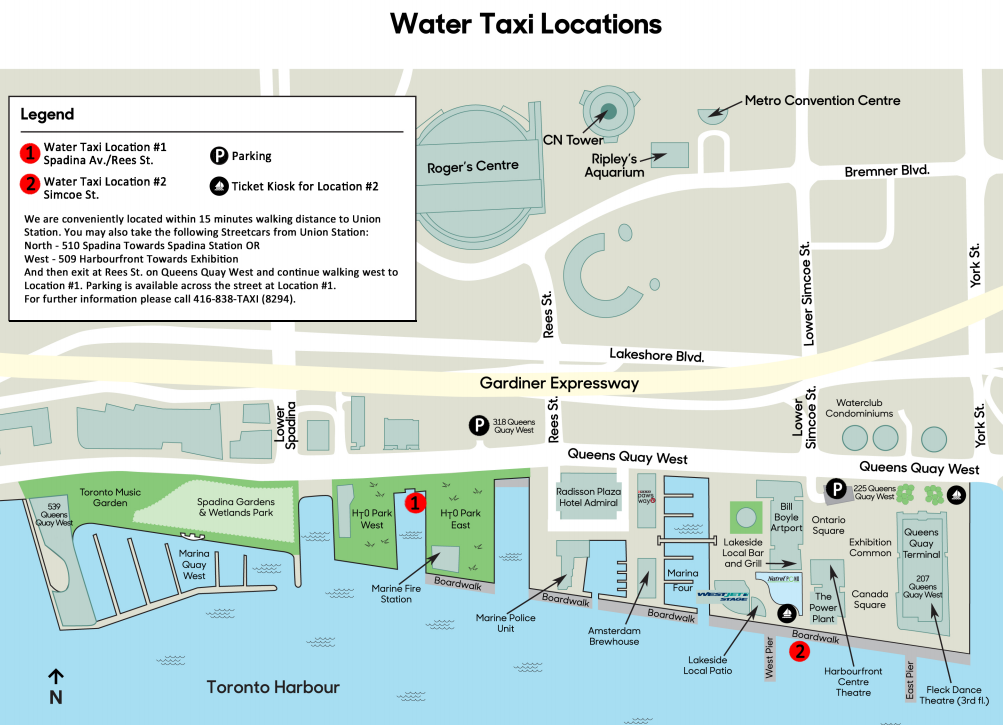 Water Taxi Locations
Legend
1
Water Taxi Location #1
Spadina Av./Rees St.
P
Parking
2
Water Taxi Location #2
Simcoe St.
Ticket Kiosk for Location #2
We are conveniently located within 15 minutes walking distance to Union
Station. You may also take the following Streetcars from Union Station:
North - 510 Spadina Towards Spadina Station OR
West - 509 Harbourfront Towards Exhibition
And then exit at Rees St. on Queens Quay West and continue walking west to
Location #1. Parking is available across the street at Location #1.
For further information please call 416-838-TAXI (8294).
Metro Convention Centre
CN Tower
Roger's Centre
Ripley's
Aquarium
Bremner Blvd.
Lower Simcoe St.
York St.
Rees St.
Lakeshore Blvd.
Gardiner Expressway
Lower
Spadina
P
318 Queens
Quay West
Rees St.
Lower
Simcoe St.
Waterclub
Condominiums
York St.
Queens Quay West
Queens Quay West
539
Queens
Quay West
Toronto Music
Garden
Spadina Gardens
& Wetlands Park
Marina
Quay
West
H2O Park
West
1
H2O Park
East
Marine Fire
Station
Boardwalk
Radisson Plaza
Hotel Admiral
paws
way
Marine Police
Unit
Boardwalk
Amsterdam
Brewhouse
Marina
Four
Boardwalk
Lakeside
Local Bar
and Grill
Bill
Boyle
Artport
P
225 Queens
Quay West
Ontario
Square
Exhibition
Common
Canada
Square
Queens
Quay
Terminal
207
Queens
Quay West
WESTJET
STAGE
The
Power
Plant
Lakeside
Local Patio
West Pier
2
Boardwalk
Harbourfront
Centre
Theatre
East Pier
Fleck Dance
Theatre (3rd fl.)
N
Toronto Harbour